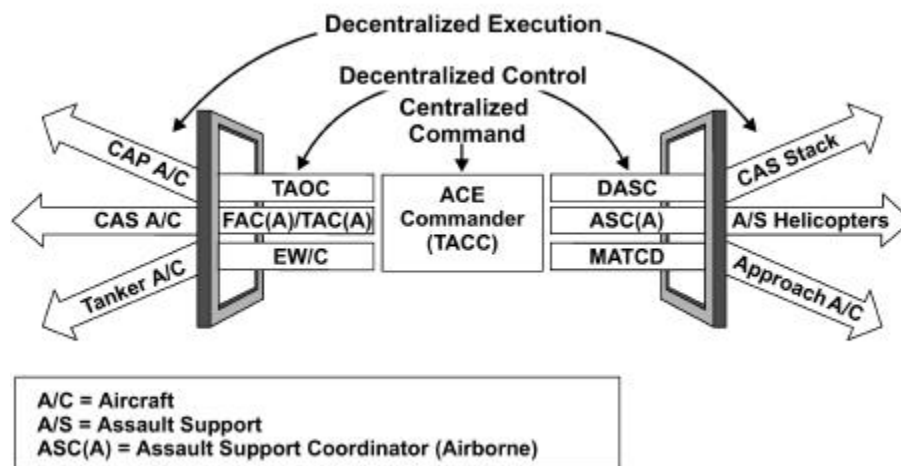 Decentralized Execution
Decentralized Control
Centralized
Command
CAP A/C
CAS A/C
Tanker A/C
TAOC
FAC(A)/TAC(A)
EW/C
ACE
Commander
(TACC)
DASC
ASC(A)
MATCD
CAS Stack
A/S Helicopters
Approach A/C
A/C = Aircraft
A/S = Assault Support
ASC(A) = Assault Support Coordinator (Airborne)